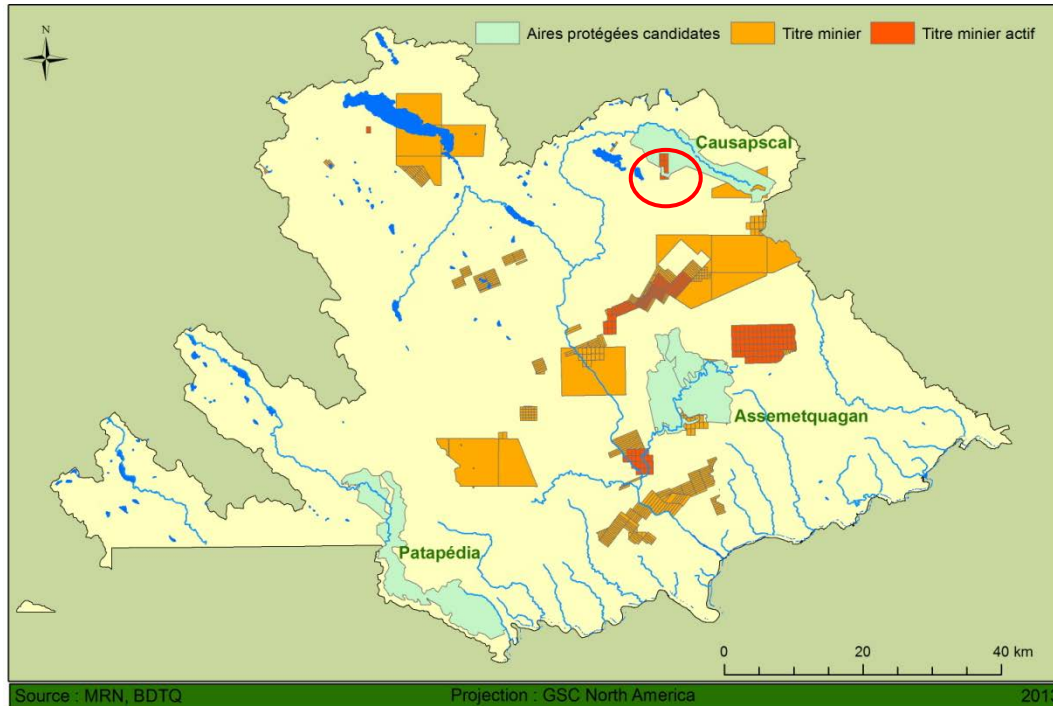 N
Aires protégées candidates Titre minier Titre minier actif
Causapscal
Assemetquagan
Patapédia
0 20 40 km
Source : MRN, BDTQ Projection : GSC North America 2013